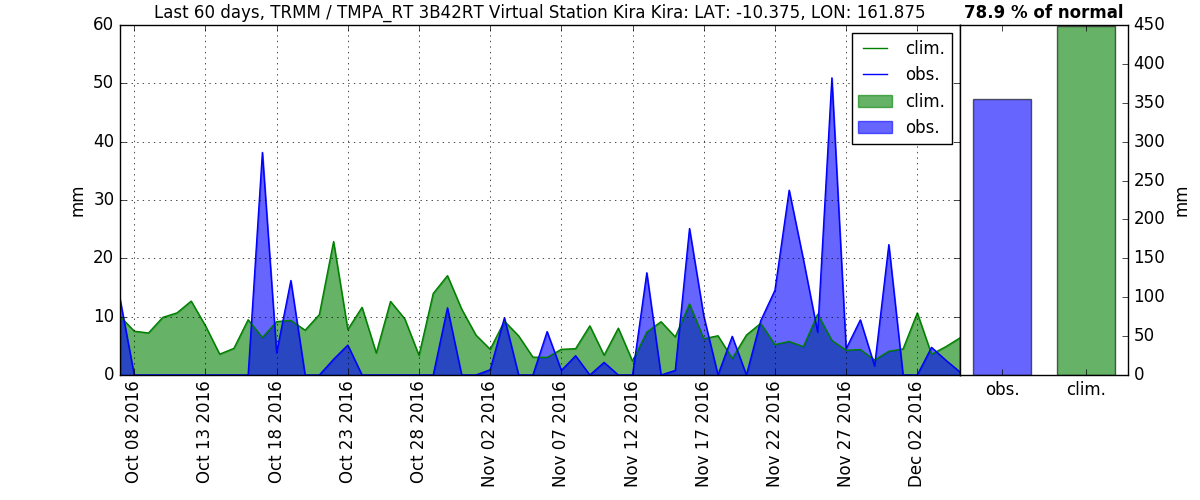 Last 60 days, TRMM / TMPA_RT 3B42RT Virtual Station Kira Kira: LAT: -10.375, LON: 161.875
78.9 % of normal
60
50
40
30
20
10
0
mm
clim.
obs.
clim.
obs.
450
400
350
300
250
200
150
100
50
0
mm
Oct 08 2016
Oct 13 2016
Oct 18 2016
Oct 23 2016
Oct 28 2016
Nov 02 2016
Nov 07 2016
Nov 12 2016
Nov 17 2016
Nov 22 2016
Nov 27 2016
Dec 02 2016
obs.
clim.